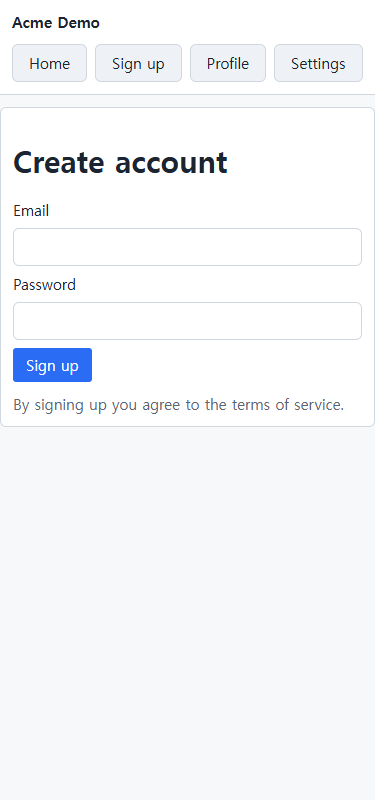 Acme Demo
Home Sign up Profile Settings
Create account
Email
Password
Sign up
By signing up you agree to the terms of service.